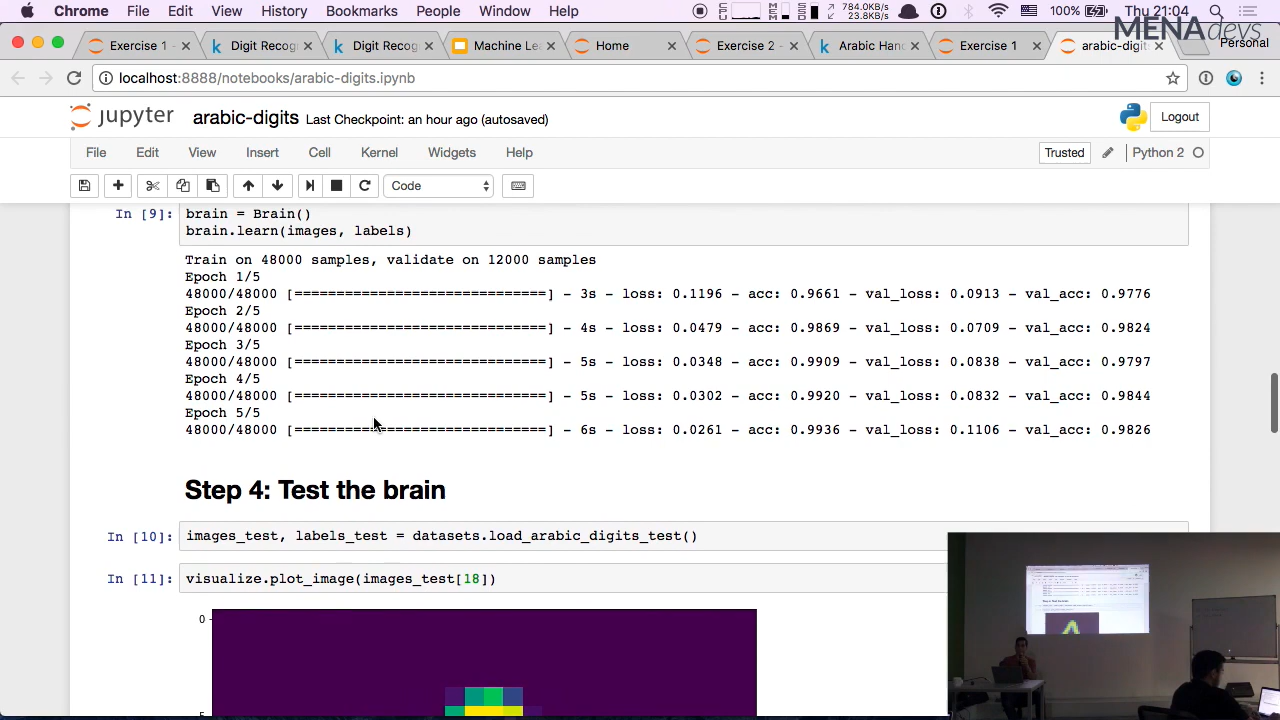 Chrome File Edit View History Bookmarks People Window Help 784.0KB/s 23.8KB/s 100% Thu 21:04
MENAdevs
Exercise 1 - Digit Recog Digit Recog Machine Le Home Exercise 2 - Arabic Han Exercise 1 arabic-digi Personal
localhost:8888/notebooks/arabic-digits.ipynb
jupyter arabic-digits Last Checkpoint: an hour ago (autosaved) Logout
File Edit View Insert Cell Kernel Widgets Help Trusted Python 2
Code
In [9]: brain = Brain()
brain.learn(images, labels)
Train on 48000 samples, validate on 12000 samples
Epoch 1/5
48000/48000 [==============================] - 3s - loss: 0.1196 - acc: 0.9661 - val_loss: 0.0913 - val_acc: 0.9776
Epoch 2/5
48000/48000 [==============================] - 4s - loss: 0.0479 - acc: 0.9869 - val_loss: 0.0709 - val_acc: 0.9824
Epoch 3/5
48000/48000 [==============================] - 5s - loss: 0.0348 - acc: 0.9909 - val_loss: 0.0838 - val_acc: 0.9797
Epoch 4/5
48000/48000 [==============================] - 5s - loss: 0.0302 - acc: 0.9920 - val_loss: 0.0832 - val_acc: 0.9844
Epoch 5/5
48000/48000 [==============================] - 6s - loss: 0.0261 - acc: 0.9936 - val_loss: 0.1106 - val_acc: 0.9826
Step 4: Test the brain
In [10]: images_test, labels_test = datasets.load_arabic_digits_test()
In [11]: visualize.plot_image(images_test[18])
0